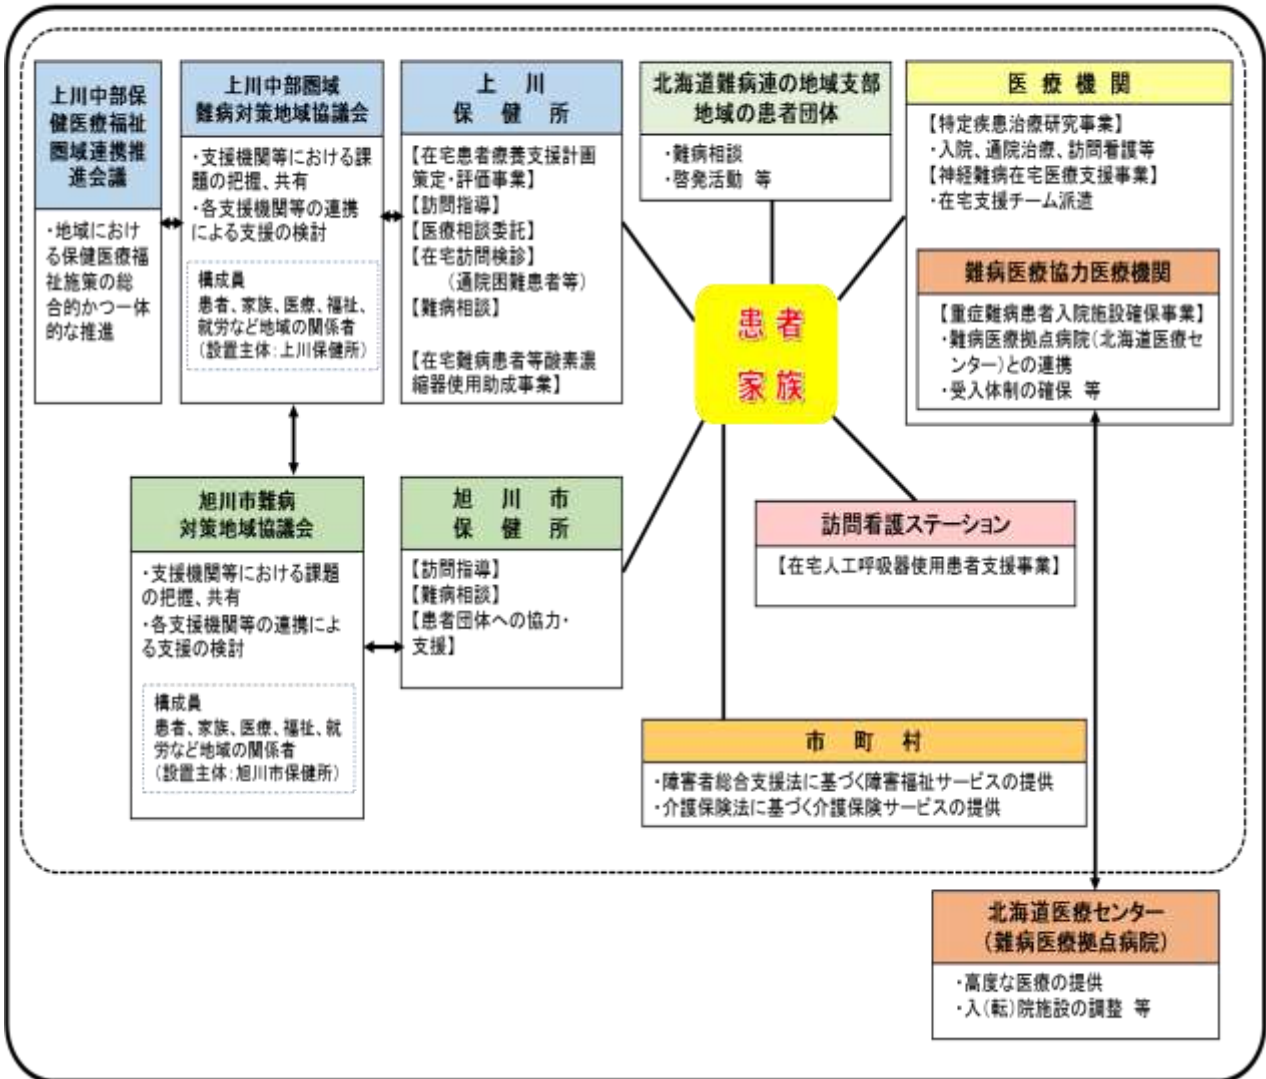 上川中部保
健医療福祉
圏域連携推
進会議
・地域におけ
る保健医療福
祉施策の総
合的かつ一体
的な推進
上川中部圏域
難病対策地域協議会
・支援機関等における課
題の把握、共有
・各支援機関等の連携
による支援の検討
構成員
患者、家族、医療、福祉、
就労など地域の関係者
(設置主体:上川保健所)
上 川
保 健 所
【在宅患者療養支援計画
策定・評価事業】
【訪問指導】
【医療相談委託】
【在宅訪問検診】
(通院困難患者等)
【難病相談】
【在宅難病患者等酸素濃
縮器使用助成事業】
北海道難病連の地域支部
地域の患者団体
・難病相談
・啓発活動 等
医 療 機 関
【特定疾患治療研究事業】
・入院、通院治療、訪問看護等
【神経難病在宅医療支援事業】
・在宅支援チーム派遣
難病医療協力医療機関
【重症難病患者入院施設確保事業】
・難病医療拠点病院(北海道医療セ
ンター)との連携
・受入体制の確保 等
患 者
家 族
旭川市難病
対策地域協議会
・支援機関等における課題
の把握、共有
・各支援機関等の連携によ
る支援の検討
構成員
患者、家族、医療、福祉、就
労など地域の関係者
(設置主体:旭川市保健所)
旭 川 市
保 健 所
【訪問指導】
【難病相談】
【患者団体への協力・
支援】
訪問看護ステーション
【在宅人工呼吸器使用患者支援事業】
市 町 村
・障害者総合支援法に基づく障害福祉サービスの提供
・介護保険法に基づく介護保険サービスの提供
北海道医療センター
(難病医療拠点病院)
・高度な医療の提供
・入(転)院施設の調整 等